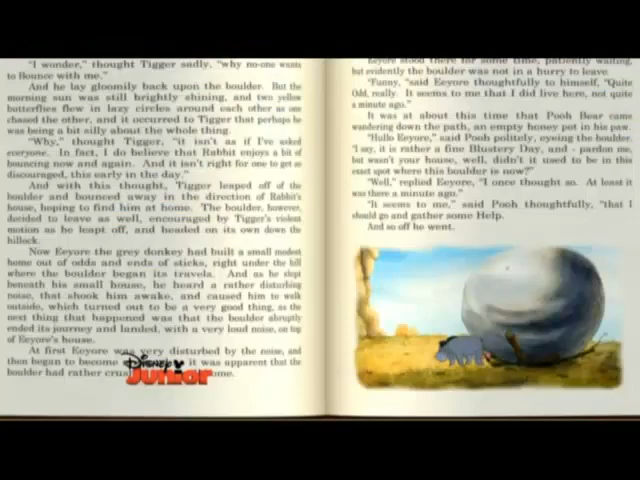 "I wonder," thought Tigger sadly, "why no-one wants
to Bounce with me."
And he lay gloomily back upon the boulder. But the
morning sun was still brightly shining, and two yellow
butterflies flew in lazy circles around each other as one
chased the other, and it occurred to Tigger that perhaps he
was being a bit silly about the whole thing.
"Why," thought Tigger, "it isn't as if I've asked
everyone. In fact, I do believe that Rabbit enjoys a bit of
bouncing now and again. And it isn't right for one to get so
discouraged, this early in the day."
And with this thought, Tigger leaped off of the
boulder and bounced away in the direction of Rabbit's
house, hoping to find him at home. The boulder, however,
decided to leave as well, encouraged by Tigger's violent
motion as he leapt off, and headed on its own down the
hillock.
Now Eeyore the grey donkey had built a small modest
home out of odds and ends of sticks, right under the hill
where the boulder began its travels. And as he slept
beneath his small house, he heard a rather disturbing
noise, that shook him awake, and caused him to walk
outside, which turned out to be a very good thing, as the
next thing that happened was that the boulder abruptly
ended its journey and landed, with a very loud noise, on top
of Eeyore's house.
At first Eeyore was very disturbed by the noise, and
then began to become it was apparent that the
boulder had rather home.
Disney
Junior
Eeyore stood there for some time, patiently waiting,
but evidently the boulder was not in a hurry to leave.
"Funny," said Eeyore thoughtfully to himself, "Quite
Odd, really. It seems to me that I did live here, not quite
a minute ago."
It was at about this time that Pooh Bear came
wandering down the path, an empty honey pot in his paw.
"Hullo Eeyore," said Pooh politely, eyeing the boulder.
"I say, it is rather a fine Blustery Day, and - pardon me,
but wasn't your house, well, didn't it used to be in this
exact spot where this boulder is now?"
"Well," replied Eeyore, "I once thought so. At least it
was there a minute ago."
"It seems to me," said Pooh thoughtfully, "that I
should go and gather some Help.
And so off he went.